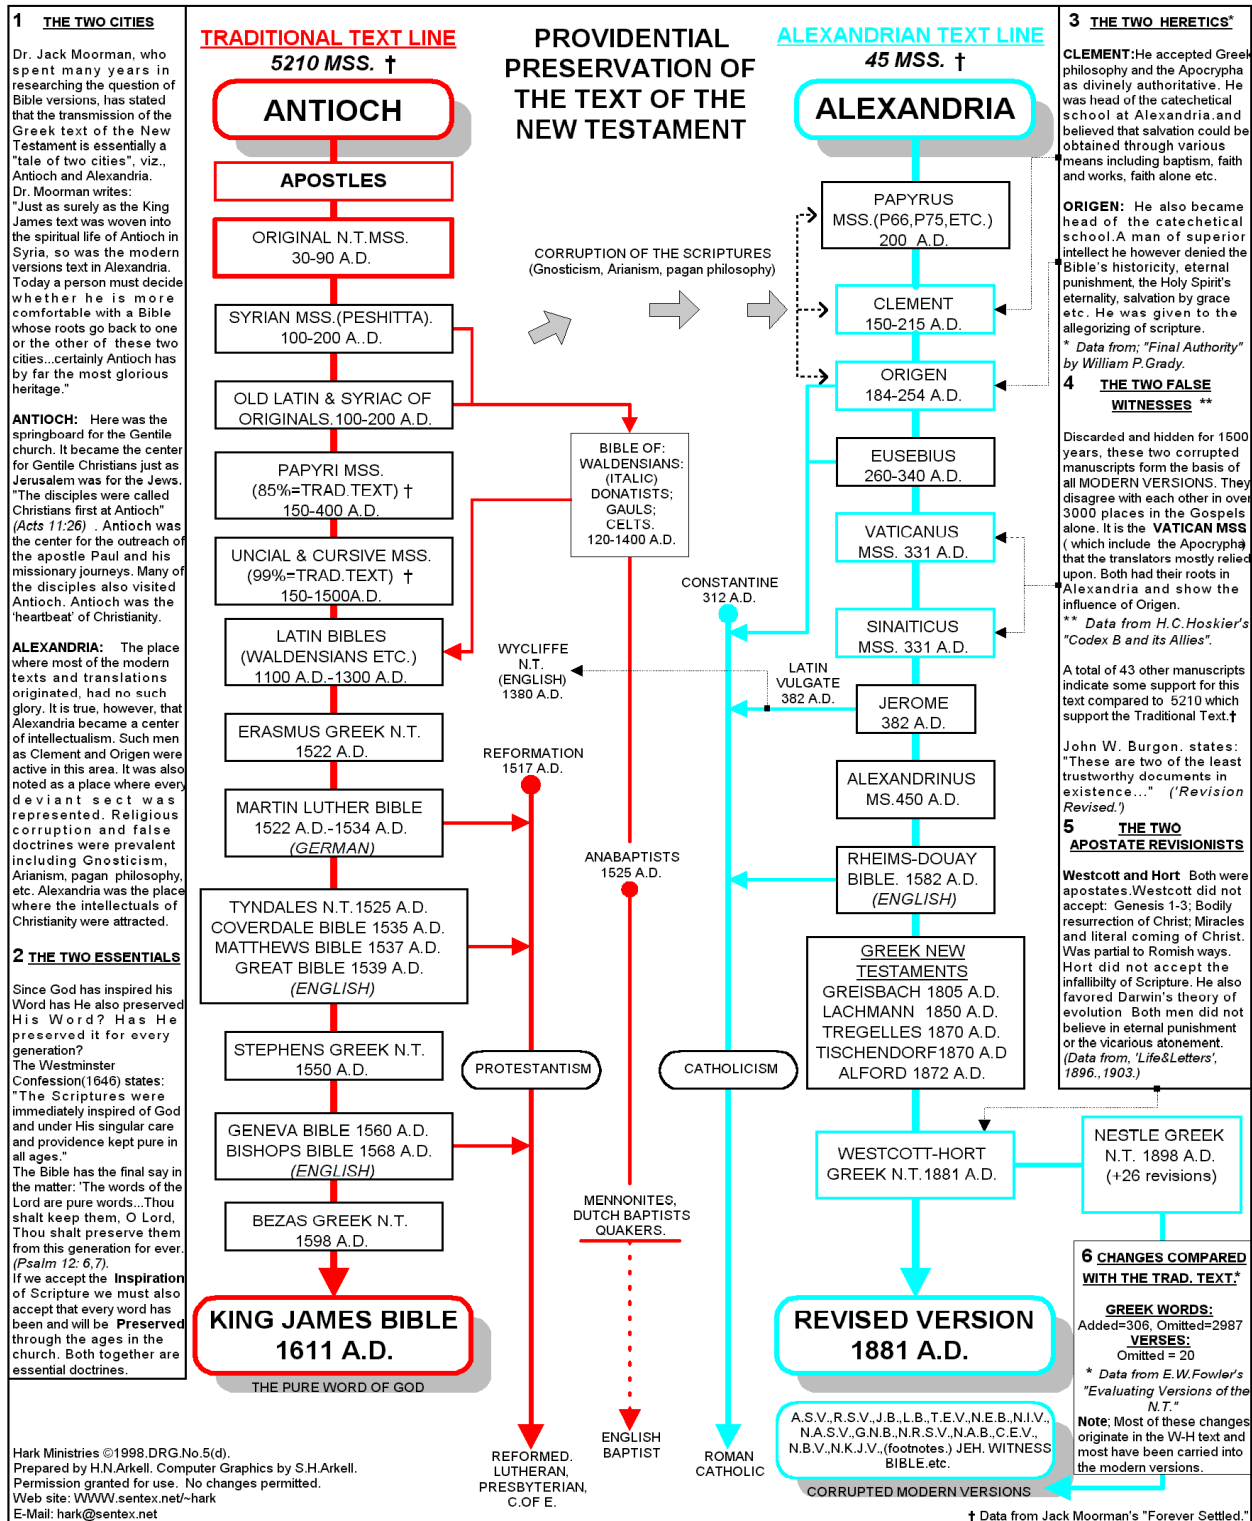 1 THE TWO CITIES
Dr. Jack Moorman, who
spent many years in
researching the question of
Bible versions, has stated
that the transmission of the
Greek text of the New
Testament is essentially a
"tale of two cities", viz.,
Antioch and Alexandria.
Dr. Moorman writes:
"Just as surely as the King
James text was woven into
the spiritual life of Antioch in
Syria, so was the modern
versions text in Alexandria.
Today a person must decide
whether he is more
comfortable with a Bible
whose roots go back to one
or the other of these two
cities...certainly Antioch has
by far the most glorious
heritage."
ANTIOCH: Here was the
springboard for the Gentile
church. It became the center
for Gentile Christians just as
Jerusalem was for the Jews.
"The disciples were called
Christians first at Antioch"
(Acts 11:26) . Antioch was
the center for the outreach of
the apostle Paul and his
missionary journeys. Many of
the disciples also visited
Antioch. Antioch was the
'heartbeat' of Christianity.
ALEXANDRIA: The place
where most of the modern
texts and translations
originated, had no such
glory. It is true, however, that
Alexandria became a center
of intellectualism. Such men
as Clement and Origen were
active in this area. It was also
noted as a place where every
deviant sect was
represented. Religious
corruption and false
doctrines were prevalent
including Gnosticism,
Arianism, pagan philosophy,
etc. Alexandria was the place
where the intellectuals of
Christianity were attracted.
2 THE TWO ESSENTIALS
Since God has inspired his
Word has He also preserved
His Word? Has He
preserved it for every
generation?
The Westminster
Confession(1646) states:
"The Scriptures were
immediately inspired of God
and under His singular care
and providence kept pure in
all ages."
The Bible has the final say in
the matter: 'The words of the
Lord are pure words...Thou
shalt keep them, O Lord,
Thou shalt preserve them
from this generation for ever.
(Psalm 12: 6,7).
If we accept the Inspiration
of Scripture we must also
accept that every word has
been and will be Preserved
through the ages in the
church. Both together are
essential doctrines.
TRADITIONAL TEXT LINE
5210 MSS. †
ANTIOCH
APOSTLES
ORIGINAL N.T.MSS.
30-90 A.D.
SYRIAN MSS.(PESHITTA).
100-200 A..D.
OLD LATIN & SYRIAC OF
ORIGINALS.100-200 A.D.
PAPYRI MSS.
(85%=TRAD.TEXT) †
150-400 A.D.
UNCIAL & CURSIVE MSS.
(99%=TRAD.TEXT) †
150-1500A.D.
LATIN BIBLES
(WALDENSIANS ETC.)
1100 A.D.-1300 A.D.
ERASMUS GREEK N.T.
1522 A.D.
MARTIN LUTHER BIBLE
1522 A.D.-1534 A.D.
(GERMAN)
TYNDALES N.T.1525 A.D.
COVERDALE BIBLE 1535 A.D.
MATTHEWS BIBLE 1537 A.D.
GREAT BIBLE 1539 A.D.
(ENGLISH)
STEPHENS GREEK N.T.
1550 A.D.
GENEVA BIBLE 1560 A.D.
BISHOPS BIBLE 1568 A.D.
(ENGLISH)
BEZAS GREEK N.T.
1598 A.D.
KING JAMES BIBLE
1611 A.D.
THE PURE WORD OF GOD
PROVIDENTIAL
PRESERVATION OF
THE TEXT OF THE
NEW TESTAMENT
CORRUPTION OF THE SCRIPTURES
(Gnosticism, Arianism, pagan philosophy)
BIBLE OF:
WALDENSIANS:
(ITALIC)
DONATISTS;
GAULS;
CELTS.
120-1400 A.D.
CONSTANTINE
312 A.D.
WYCLIFFE
N.T.
(ENGLISH)
1380 A.D.
LATIN
VULGATE
382 A.D.
REFORMATION
1517 A.D.
ANABAPTISTS
1525 A.D.
PROTESTANTISM
CATHOLICISM
MENNONITES,
DUTCH BAPTISTS
QUAKERS.
REFORMED.
LUTHERAN,
PRESBYTERIAN,
C.OF E.
ENGLISH
BAPTIST
ROMAN
CATHOLIC
ALEXANDRIAN TEXT LINE
45 MSS. †
ALEXANDRIA
PAPYRUS
MSS.(P66,P75,ETC.)
200 A.D.
CLEMENT
150-215 A.D.
ORIGEN
184-254 A.D.
EUSEBIUS
260-340 A.D.
VATICANUS
MSS. 331 A.D.
SINAITICUS
MSS. 331 A.D.
JEROME
382 A.D.
ALEXANDRINUS
MS.450 A.D.
RHEIMS-DOUAY
BIBLE. 1582 A.D.
(ENGLISH)
GREEK NEW
TESTAMENTS
GREISBACH 1805 A.D.
LACHMANN 1850 A.D.
TREGELLES 1870 A.D.
TISCHENDORF1870 A.D
ALFORD 1872 A.D.
WESTCOTT-HORT
GREEK N.T.1881 A.D.
NESTLE GREEK
N.T. 1898 A.D.
(+26 revisions)
REVISED VERSION
1881 A.D.
A.S.V.,R.S.V.,J.B.,L.B.,T.E.V.,N.E.B.,N.I.V.,
N.A.S.V.,G.N.B.,N.R.S.V.,N.A.B.,C.E.V.,
N.B.V.,N.K.J.V.,(footnotes.) JEH. WITNESS
BIBLE.etc.
CORRUPTED MODERN VERSIONS
3 THE TWO HERETICS*
CLEMENT:He accepted Greek
philosophy and the Apocrypha
as divinely authoritative. He
was head of the catechetical
school at Alexandria.and
believed that salvation could be
obtained through various
means including baptism, faith
and works, faith alone etc.
ORIGEN: He also became
head of the catechetical
school.A man of superior
intellect he however denied the
Bible's historicity, eternal
punishment, the Holy Spirit's
eternality, salvation by grace
etc. He was given to the
allegorizing of scripture.
* Data from; "Final Authority"
by William P.Grady.
4 THE TWO FALSE
WITNESSES **
Discarded and hidden for 1500
years, these two corrupted
manuscripts form the basis of
all MODERN VERSIONS. They
disagree with each other in over
3000 places in the Gospels
alone. It is the VATICAN MSS
( which include the Apocrypha)
that the translators mostly relied
upon. Both had their roots in
Alexandria and show the
influence of Origen.
** Data from H.C.Hoskier's
"Codex B and its Allies".
A total of 43 other manuscripts
indicate some support for this
text compared to 5210 which
support the Traditional Text.†
John W. Burgon. states:
"These are two of the least
trustworthy documents in
existence..." ('Revision
Revised.')
5 THE TWO
APOSTATE REVISIONISTS
Westcott and Hort Both were
apostates.Westcott did not
accept: Genesis 1-3; Bodily
resurrection of Christ; Miracles
and literal coming of Christ.
Was partial to Romish ways.
Hort did not accept the
infallibilty of Scripture. He also
favored Darwin's theory of
evolution Both men did not
believe in eternal punishment
or the vicarious atonement.
(Data from, 'Life&Letters',
1896.,1903.)
6 CHANGES COMPARED
WITH THE TRAD. TEXT.*
GREEK WORDS:
Added=306, Omitted=2987
VERSES:
Omitted = 20
* Data from E.W.Fowler's
"Evaluating Versions of the
N.T."
Note; Most of these changes
originate in the W-H text and
most have been carried into
the modern versions.
Hark Ministries ©1998.DRG.No.5(d).
Prepared by H.N.Arkell. Computer Graphics by S.H.Arkell.
Permission granted for use. No changes permitted.
Web site: WWW.sentex.net/~hark
E-Mail: hark@sentex.net
† Data from Jack Moorman's "Forever Settled."